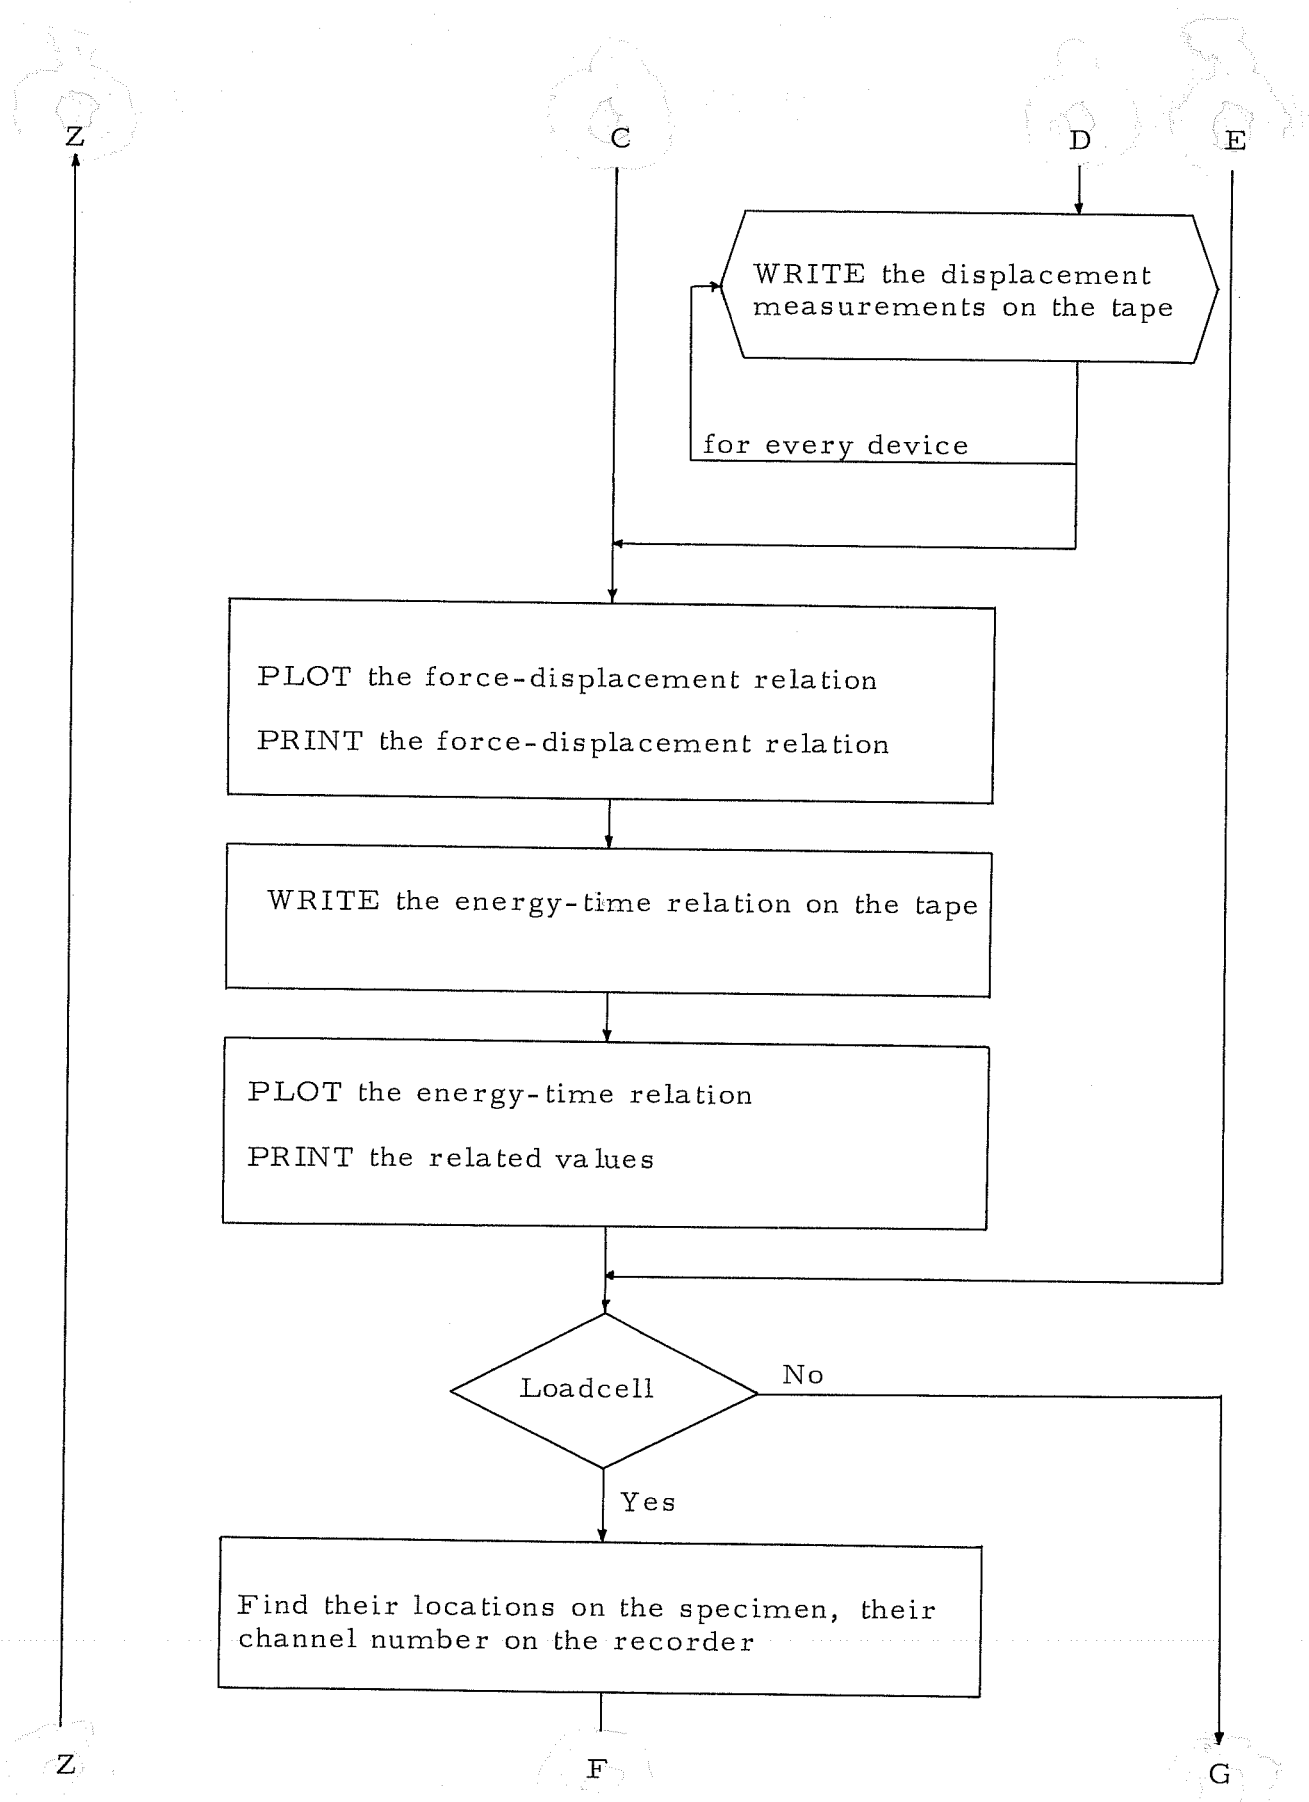 Z
C
D
E
WRITE the displacement
measurements on the tape
for every device
PLOT the force-displacement relation
PRINT the force-displacement relation
WRITE the energy-time relation on the tape
PLOT the energy-time relation
PRINT the related values
Loadcell
No
Yes
Find their locations on the specimen, their
channel number on the recorder
Z
F
G